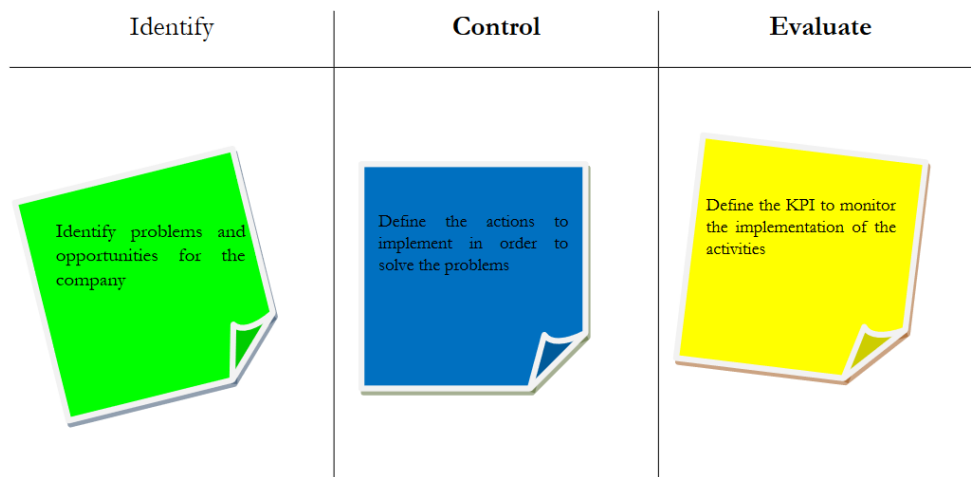 Identify
Control
Evaluate
Identify problems and
opportunities for the
company
Define the actions to
implement in order to
solve the problems
Define the KPI to monitor
the implementation of the
activities